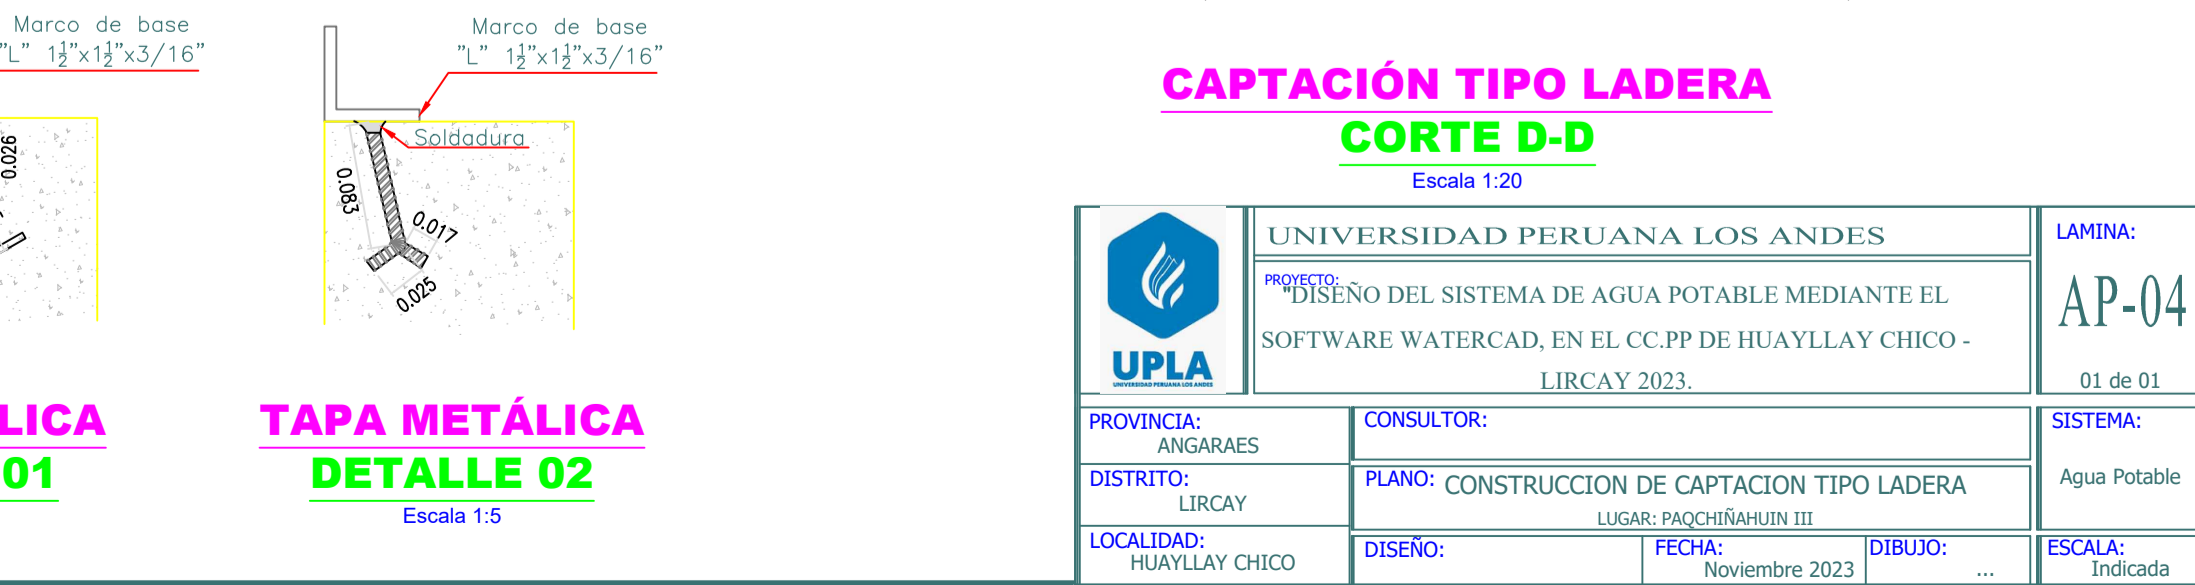 Marco de base
"L" 1½"x1½"x3/16"
0.026
LICA
01
Marco de base
"L" 1½"x1½"x3/16"
Soldadura
0.083
0.017
0.025
TAPA METÁLICA
DETALLE 02
Escala 1:5
CAPTACIÓN TIPO LADERA
CORTE D-D
Escala 1:20
UPLA
UNIVERSIDAD PERUANA LOS ANDES
UNIVERSIDAD PERUANA LOS ANDES
PROYECTO:
"DISEÑO DEL SISTEMA DE AGUA POTABLE MEDIANTE EL
SOFTWARE WATERCAD, EN EL CC.PP DE HUAYLLAY CHICO -
LIRCAY 2023.
LAMINA:
AP-04
01 de 01
PROVINCIA:
ANGARAES
CONSULTOR:
SISTEMA:
Agua Potable
DISTRITO:
LIRCAY
PLANO: CONSTRUCCION DE CAPTACION TIPO LADERA
LUGAR: PAQCHIÑAHUIN III
LOCALIDAD:
HUAYLLAY CHICO
DISEÑO:
FECHA:
Noviembre 2023
DIBUJO:
...
ESCALA:
Indicada